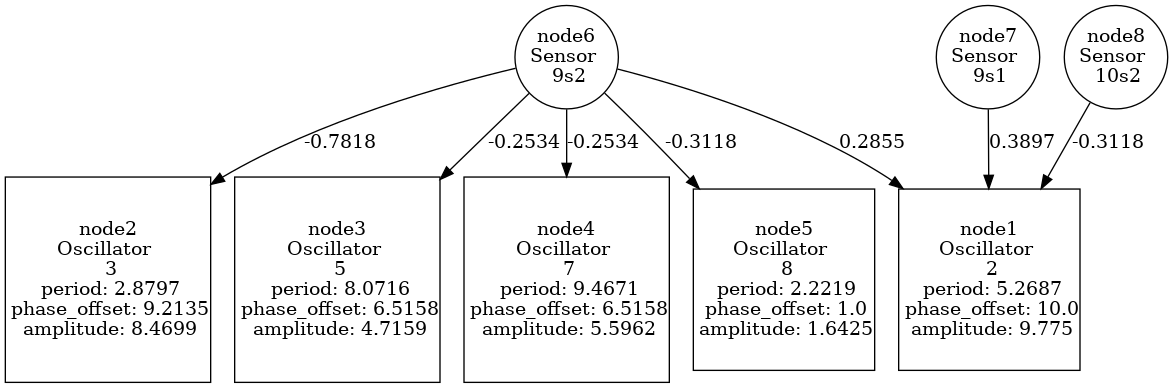 node6
Sensor
9s2
node7
Sensor
9s1
node8
Sensor
10s2
-0.7818
-0.2534
-0.2534
-0.3118
0.2855
0.3897
-0.3118
node2
Oscillator
3
period: 2.8797
phase_offset: 9.2135
amplitude: 8.4699
node3
Oscillator
5
period: 8.0716
phase_offset: 6.5158
amplitude: 4.7159
node4
Oscillator
7
period: 9.4671
phase_offset: 6.5158
amplitude: 5.5962
node5
Oscillator
8
period: 2.2219
phase_offset: 1.0
amplitude: 1.6425
node1
Oscillator
2
period: 5.2687
phase_offset: 10.0
amplitude: 9.775